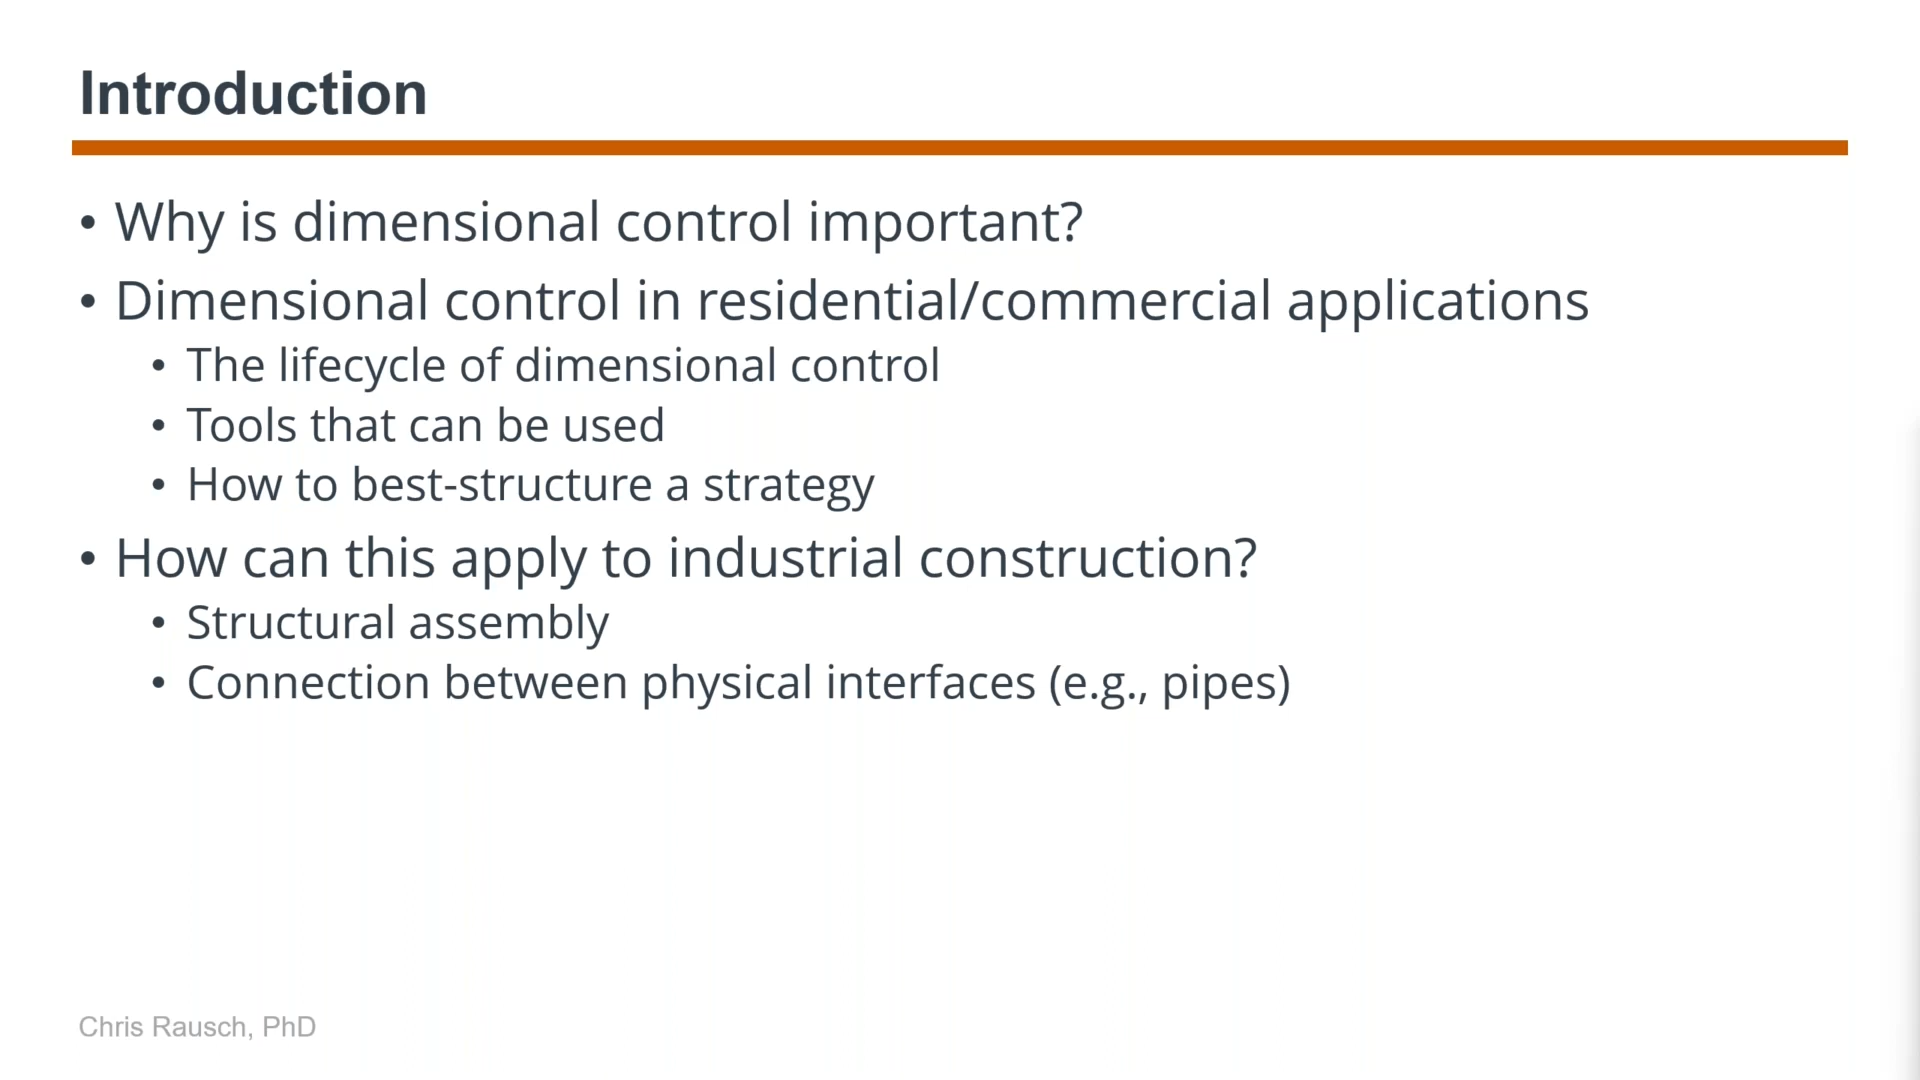 Introduction
• Why is dimensional control important?
• Dimensional control in residential/commercial applications
• The lifecycle of dimensional control
• Tools that can be used
• How to best-structure a strategy
• How can this apply to industrial construction?
• Structural assembly
• Connection between physical interfaces (e.g., pipes)
Chris Rausch, PhD